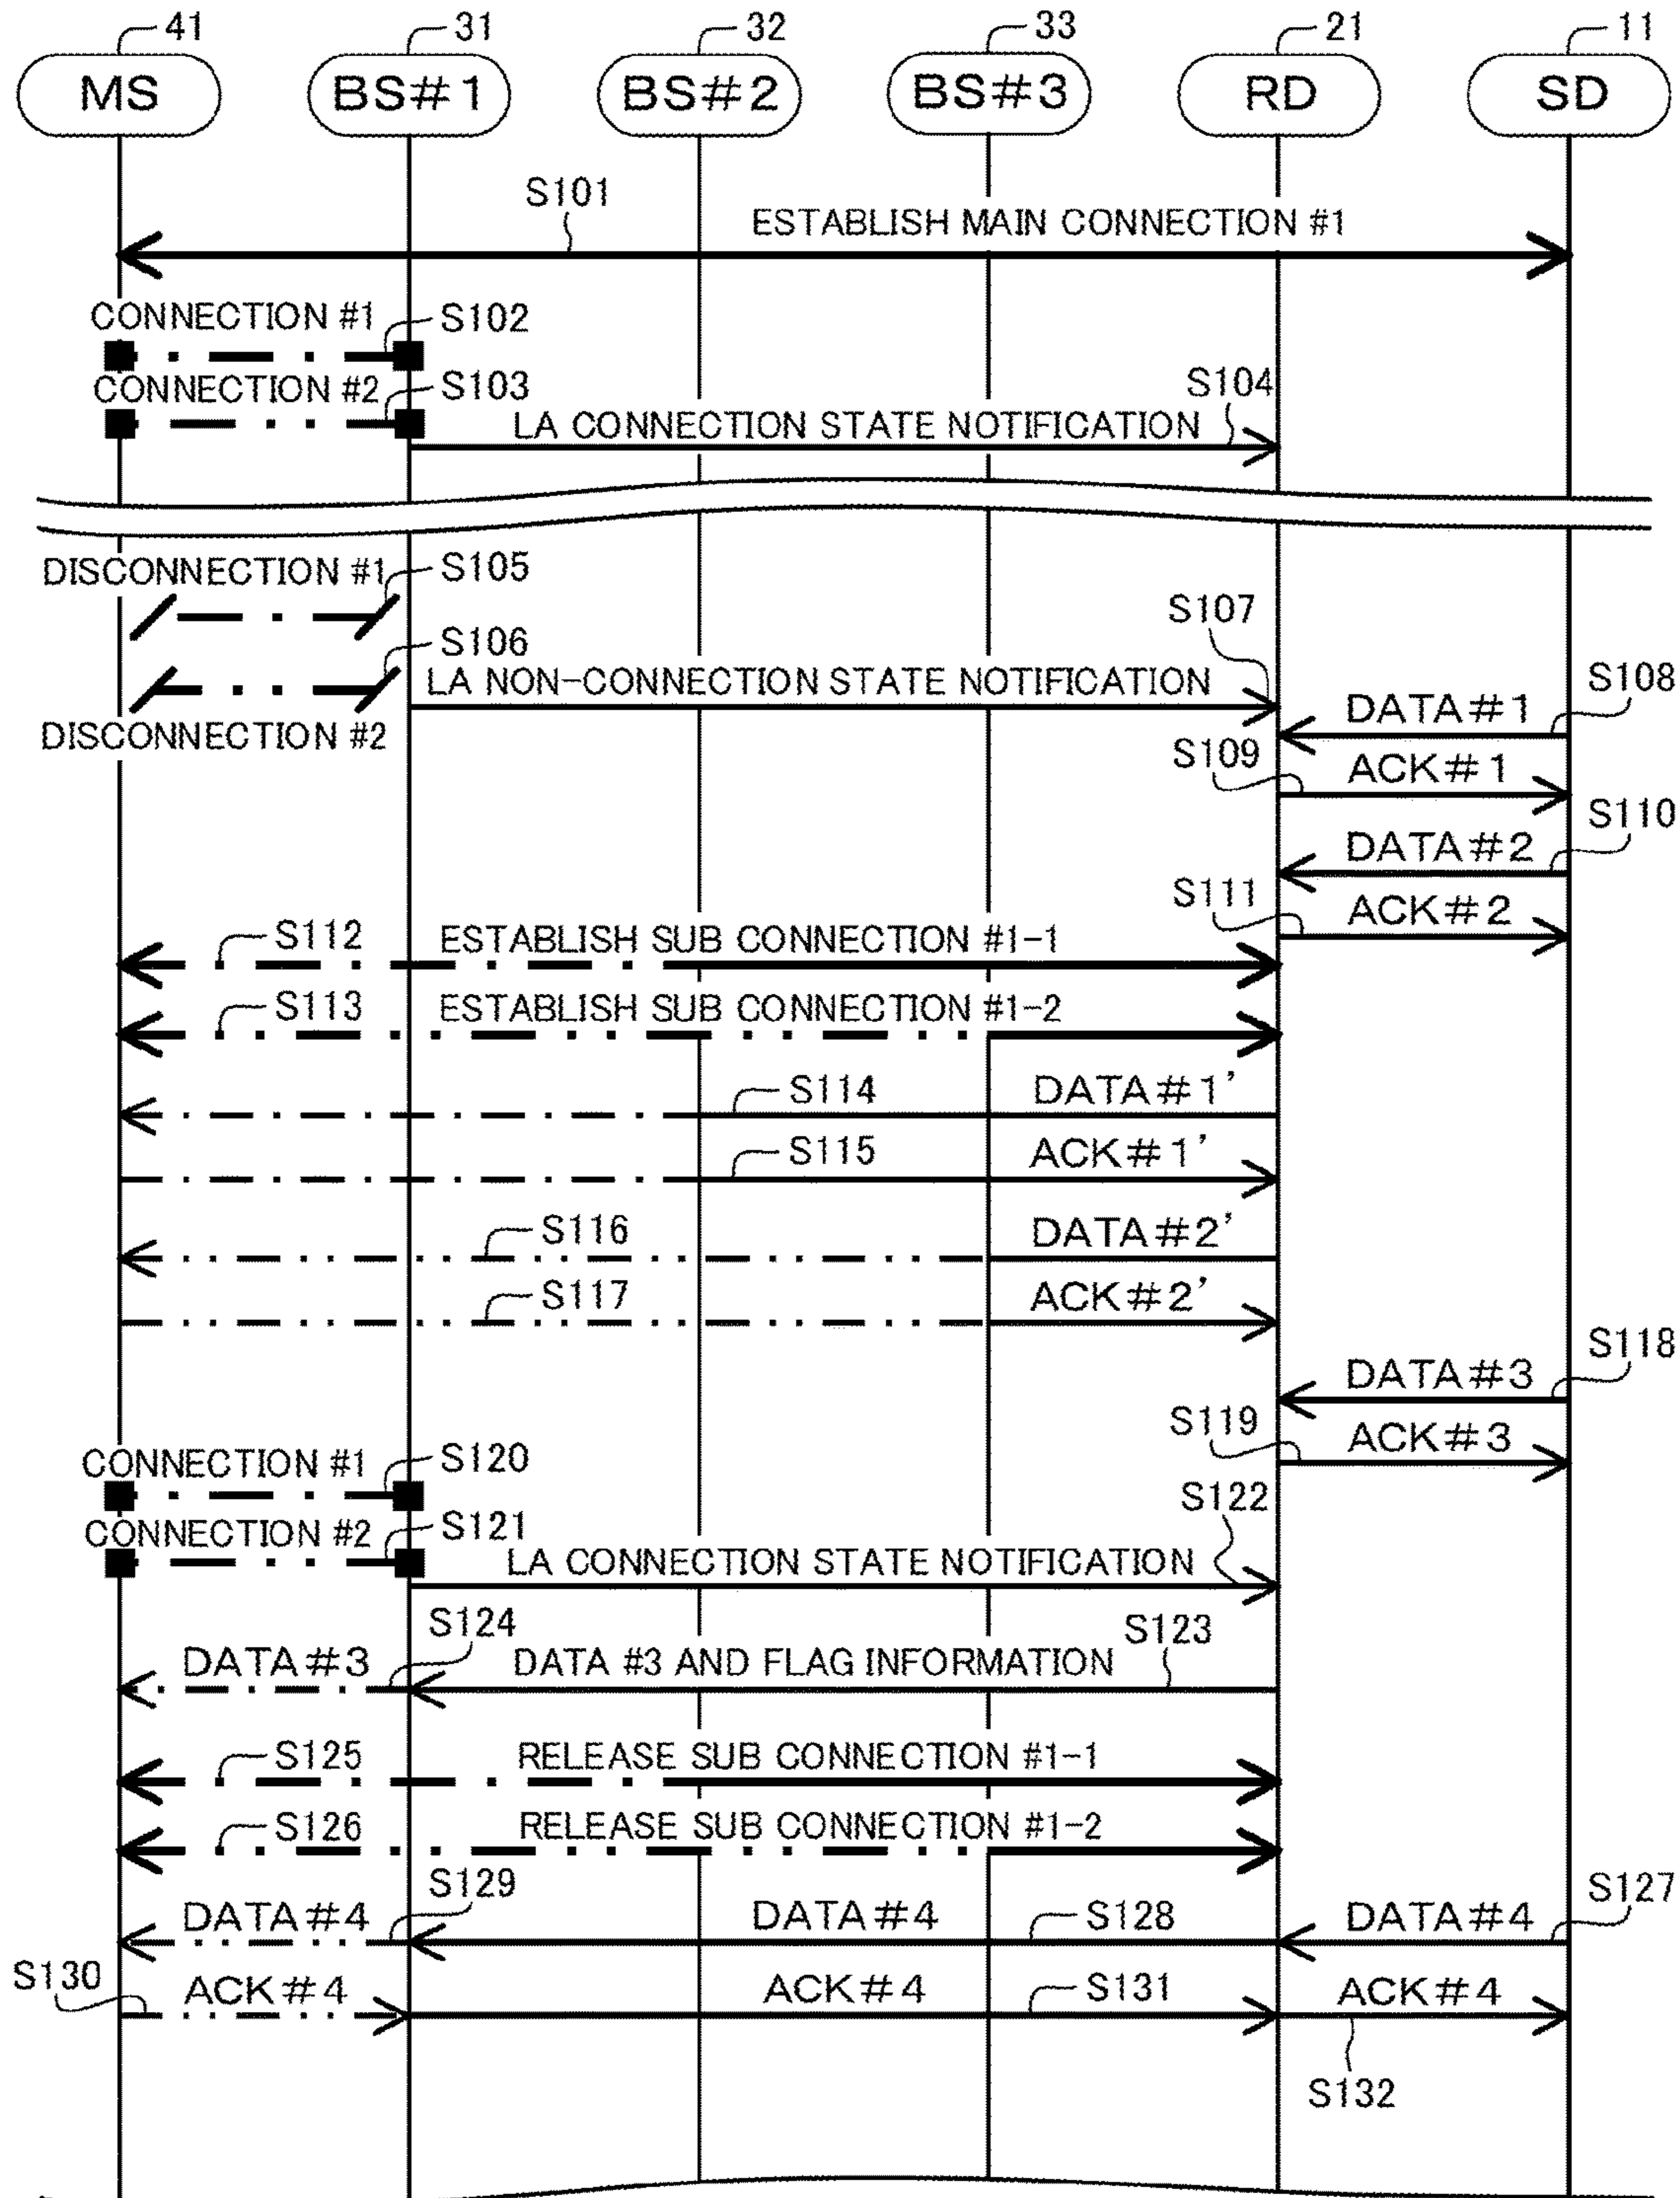 41 31 32 33 21 11
MS BS#1 BS#2 BS#3 RD SD
S101
ESTABLISH MAIN CONNECTION #1
CONNECTION #1 S102
CONNECTION #2 S103 S104
LA CONNECTION STATE NOTIFICATION
DISCONNECTION #1 S105
S107
S106
LA NON-CONNECTION STATE NOTIFICATION S108
DATA#1
DISCONNECTION #2
S109 ACK#1
S110
DATA#2
S111 ACK#2
S112 ESTABLISH SUB CONNECTION #1-1
S113 ESTABLISH SUB CONNECTION #1-2
S114 DATA#1'
S115 ACK#1'
S116 DATA#2'
S117 ACK#2'
S118
DATA#3
S119 ACK#3
CONNECTION #1 S120
S122
CONNECTION #2 S121
LA CONNECTION STATE NOTIFICATION
S124 S123
DATA#3 DATA #3 AND FLAG INFORMATION
S125 RELEASE SUB CONNECTION #1-1
S126 RELEASE SUB CONNECTION #1-2
S129 S127
DATA#4 DATA#4 S128 DATA#4
S130 ACK#4 ACK#4 S131 ACK#4
S132